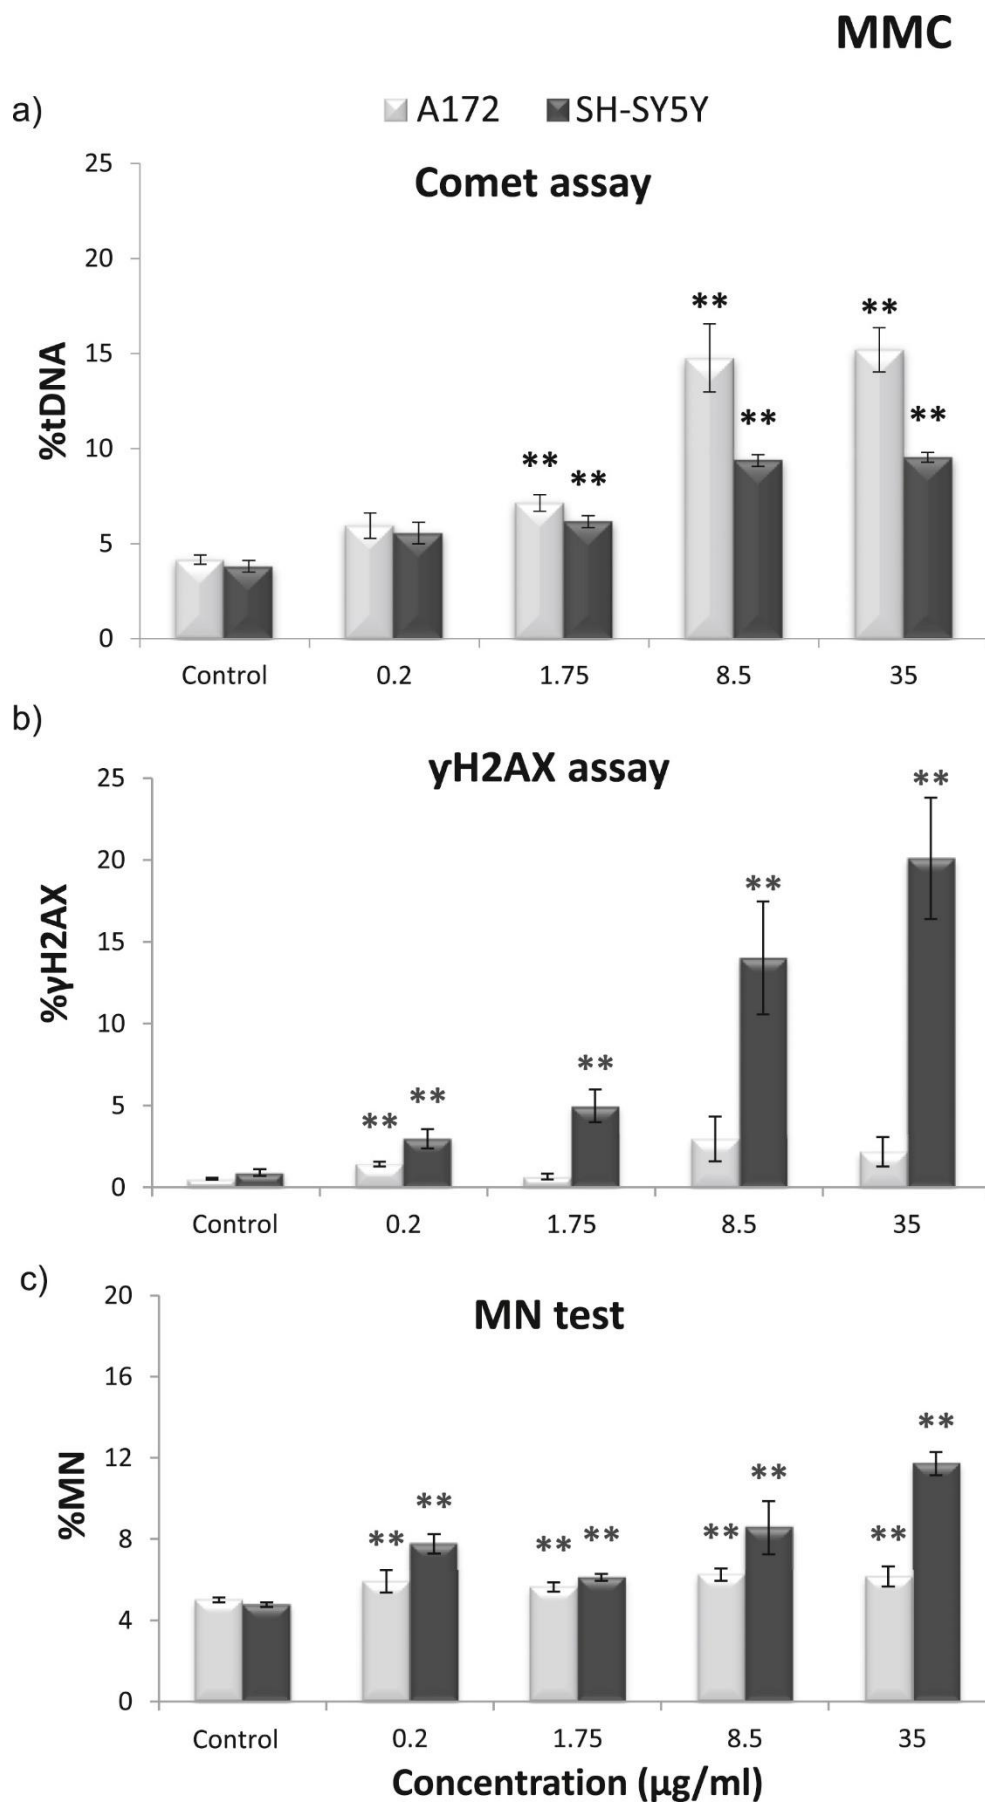 MMC
a)
A172 SH-SY5Y
Comet assay
%tDNA
25
20
15
10
5
0
** **
** **
** **
Control 0.2 1.75 8.5 35
b)
γH2AX assay
%γH2AX
25
20
15
10
5
0
** **
**
**
**
Control 0.2 1.75 8.5 35
c)
MN test
%MN
20
16
12
8
4
0
** **
** **
** **
** **
Control 0.2 1.75 8.5 35
Concentration (μg/ml)